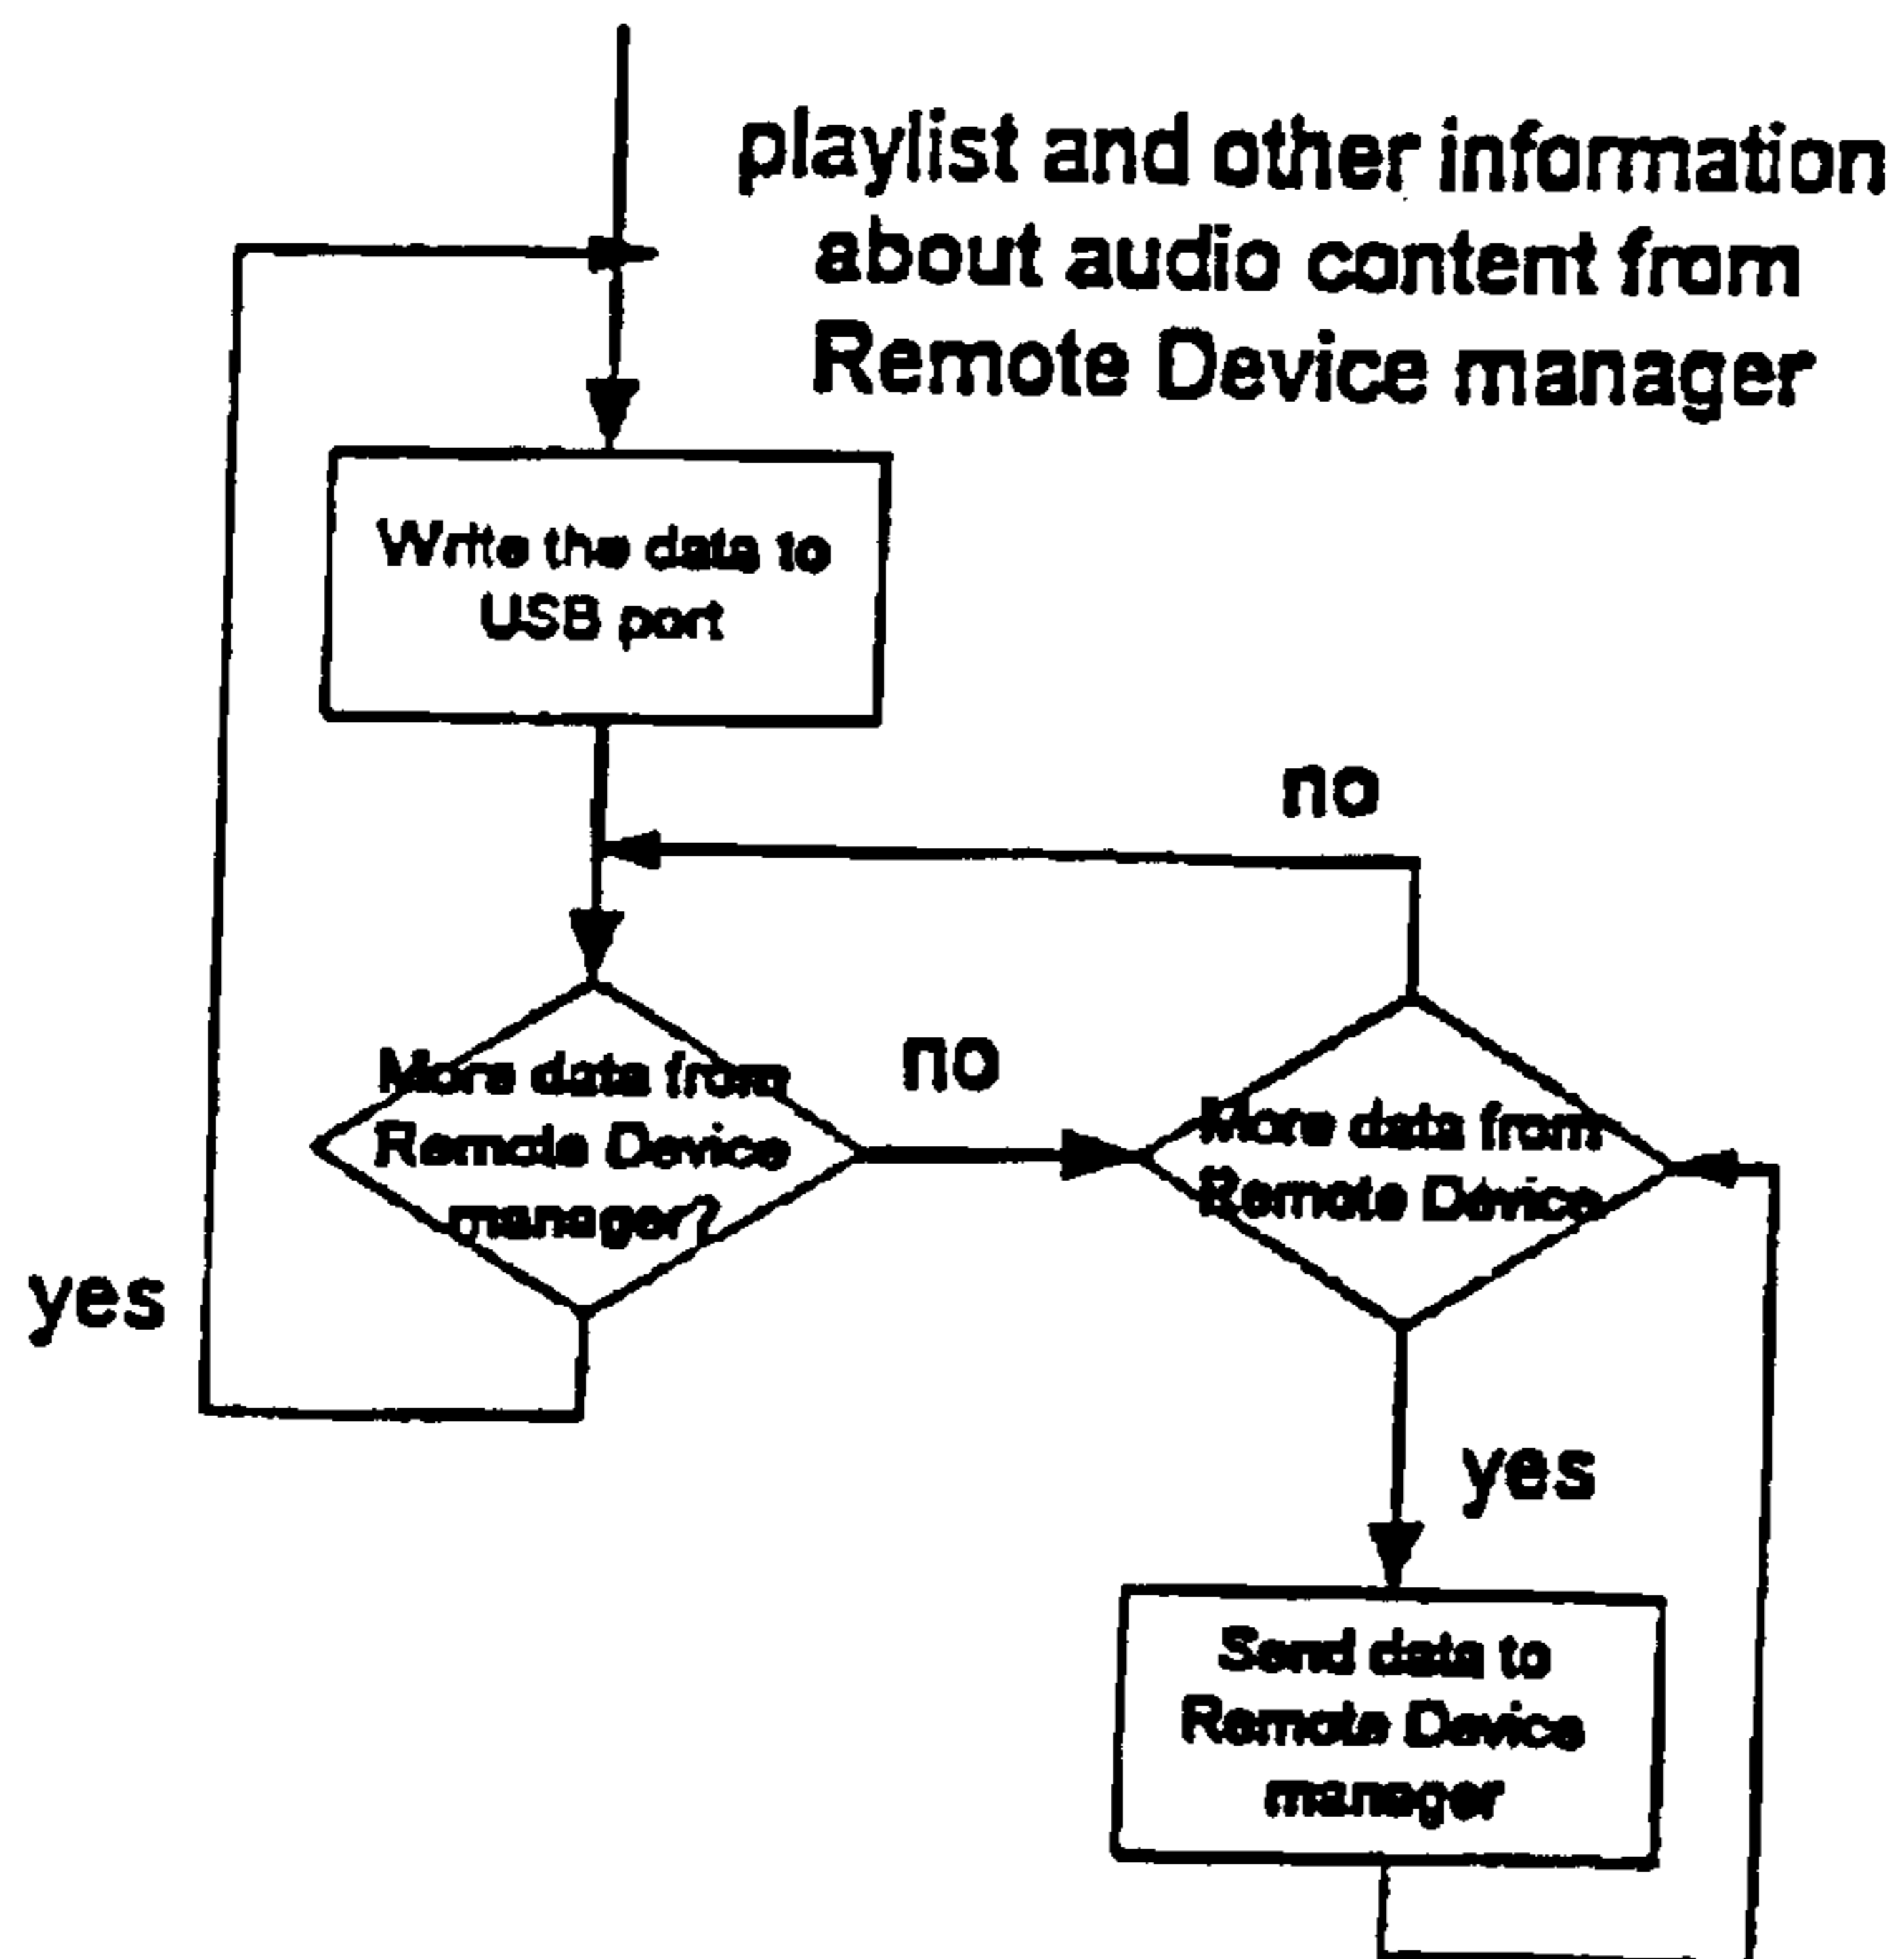 playlist and other information
about audio content from
Remote Device manager
Write the data to
USB port
no
More data from
Remote Device
manager?
no
More data from
Remote Device
yes
yes
Send data to
Remote Device
manager